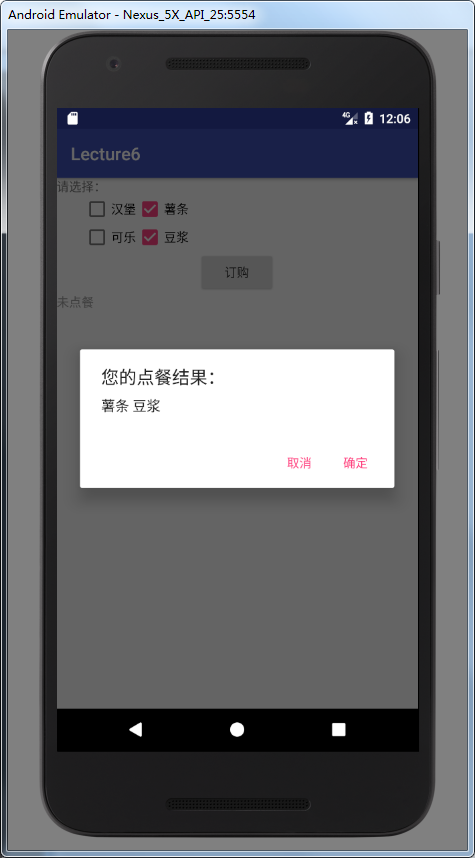 Android Emulator - Nexus_5X_API_25:5554
4G 12:06
Lecture6
请选择：
汉堡 薯条
可乐 豆浆
订购
未点餐
您的点餐结果：
薯条 豆浆
取消 确定